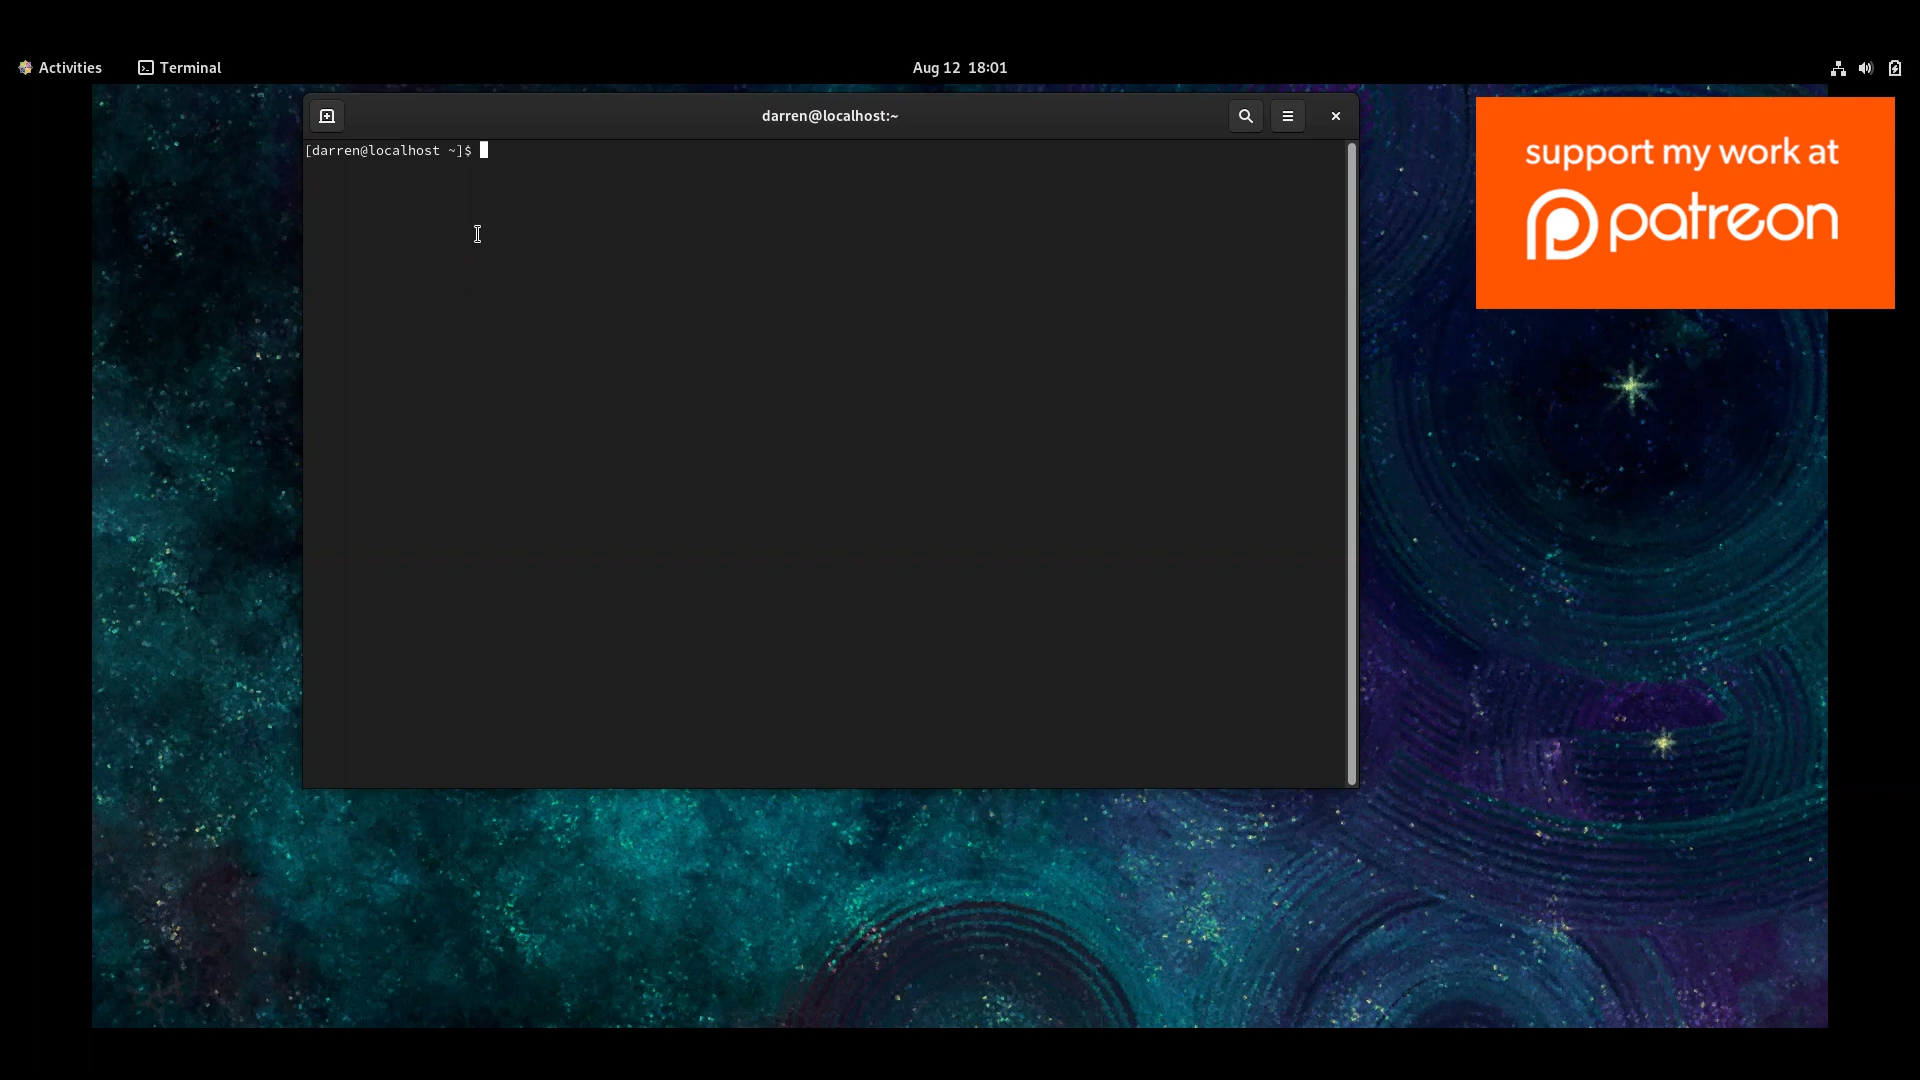 Activities
Terminal
Aug 12 18:01
darren@localhost:~
[darren@localhost ~]$
support my work at
patreon